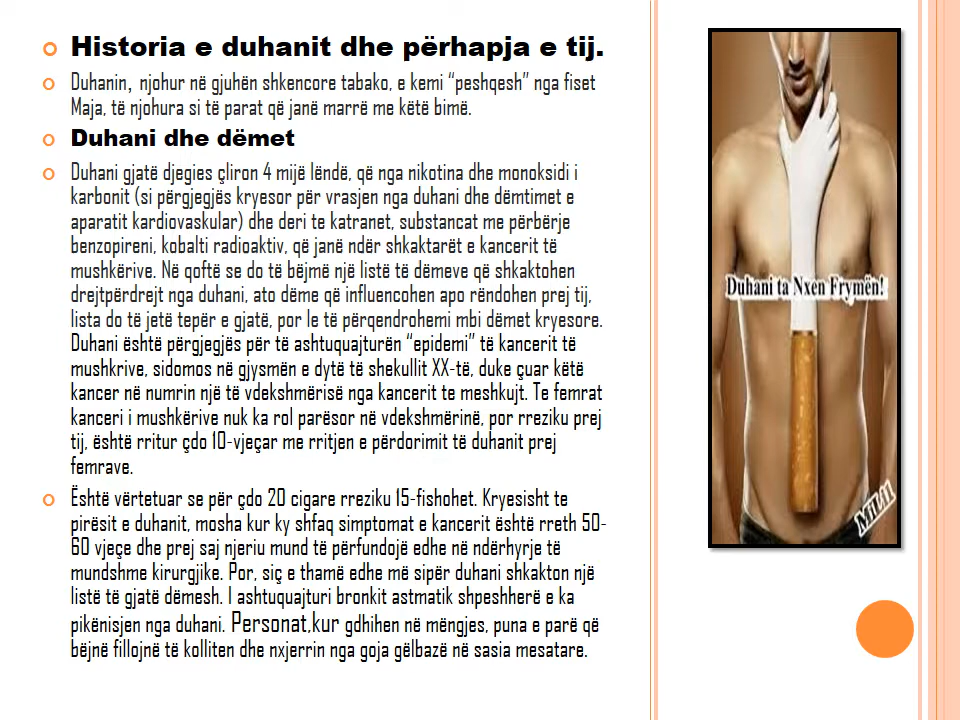 Historia e duhanit dhe përhapja e tij.
Duhanin, njohur në gjuhën shkencore tabako, e kemi “peshqesh” nga fiset
Maja, të njohura si të parat që janë marrë me këtë bimë.
Duhani dhe dëmet
Duhani gjatë djegies çliron 4 mijë lëndë, që nga nikotina dhe monoksidi i
karbonit (si përgjegjës kryesor për vrasjen nga duhani dhe dëmtimet e
aparatit kardiovaskular) dhe deri te katranet, substancat me përbërje
benzopireni, kobalti radioaktiv, që janë ndër shkaktarët e kancerit të
mushkërive. Në qoftë se do të bëjmë një listë të dëmeve që shkaktohen
drejtpërdrejt nga duhani, ato dëme që influencohen apo rëndohen prej tij,
lista do të jetë tepër e gjatë, por le të përqendrohemi mbi dëmet kryesore.
Duhani është përgjegjës për të ashtuquajturën “epidemi” të kancerit të
mushkrive, sidomos në gjysmën e dytë të shekullit XX-të, duke çuar këtë
kancer në numrin një të vdekshmërisë nga kancerit te meshkujt. Te femrat
kanceri i mushkërive nuk ka rol parësor në vdekshmërinë, por rreziku prej
tij, është rritur çdo 10-vjeçar me rritjen e përdorimit të duhanit prej
femrave.
Është vërtetuar se për çdo 20 cigare rreziku 15-fishohet. Kryesisht te
pirësit e duhanit, mosha kur ky shfaq simptomat e kancerit është rreth 50-
60 vjeçe dhe prej saj njeriu mund të përfundojë edhe në ndërhyrje të
mundshme kirurgjike. Por, siç e thamë edhe më sipër duhani shkakton një
listë të gjatë dëmesh. I ashtuquajturi bronkit astmatik shpeshherë e ka
pikënisjen nga duhani. Personat,kur gdhihen në mëngjes, puna e parë që
bëjnë fillojnë të kolliten dhe nxjerrin nga goja gëlbazë në sasia mesatare.
Duhani ta Nxen Frymën!